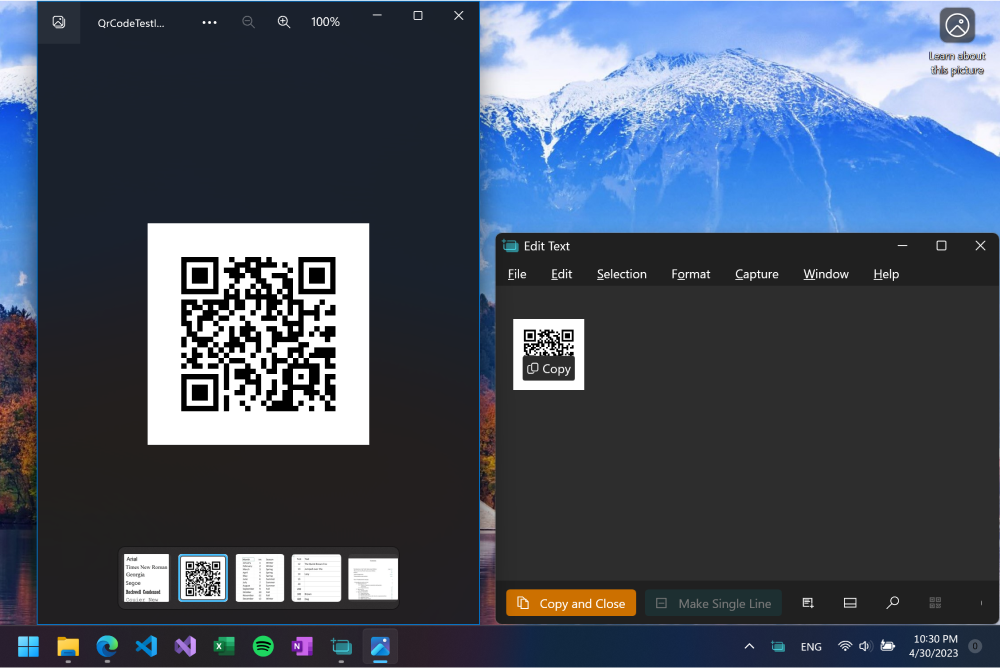 QrCodeTestI...
100%
Learn about
this picture
Edit Text
File Edit Selection Format Capture Window Help
Copy
Arial
Times New Roman
Georgia
Segoe
Rockwell Condensed
Courier New
Copy and Close
Make Single Line
ENG
10:30 PM
4/30/2023
0